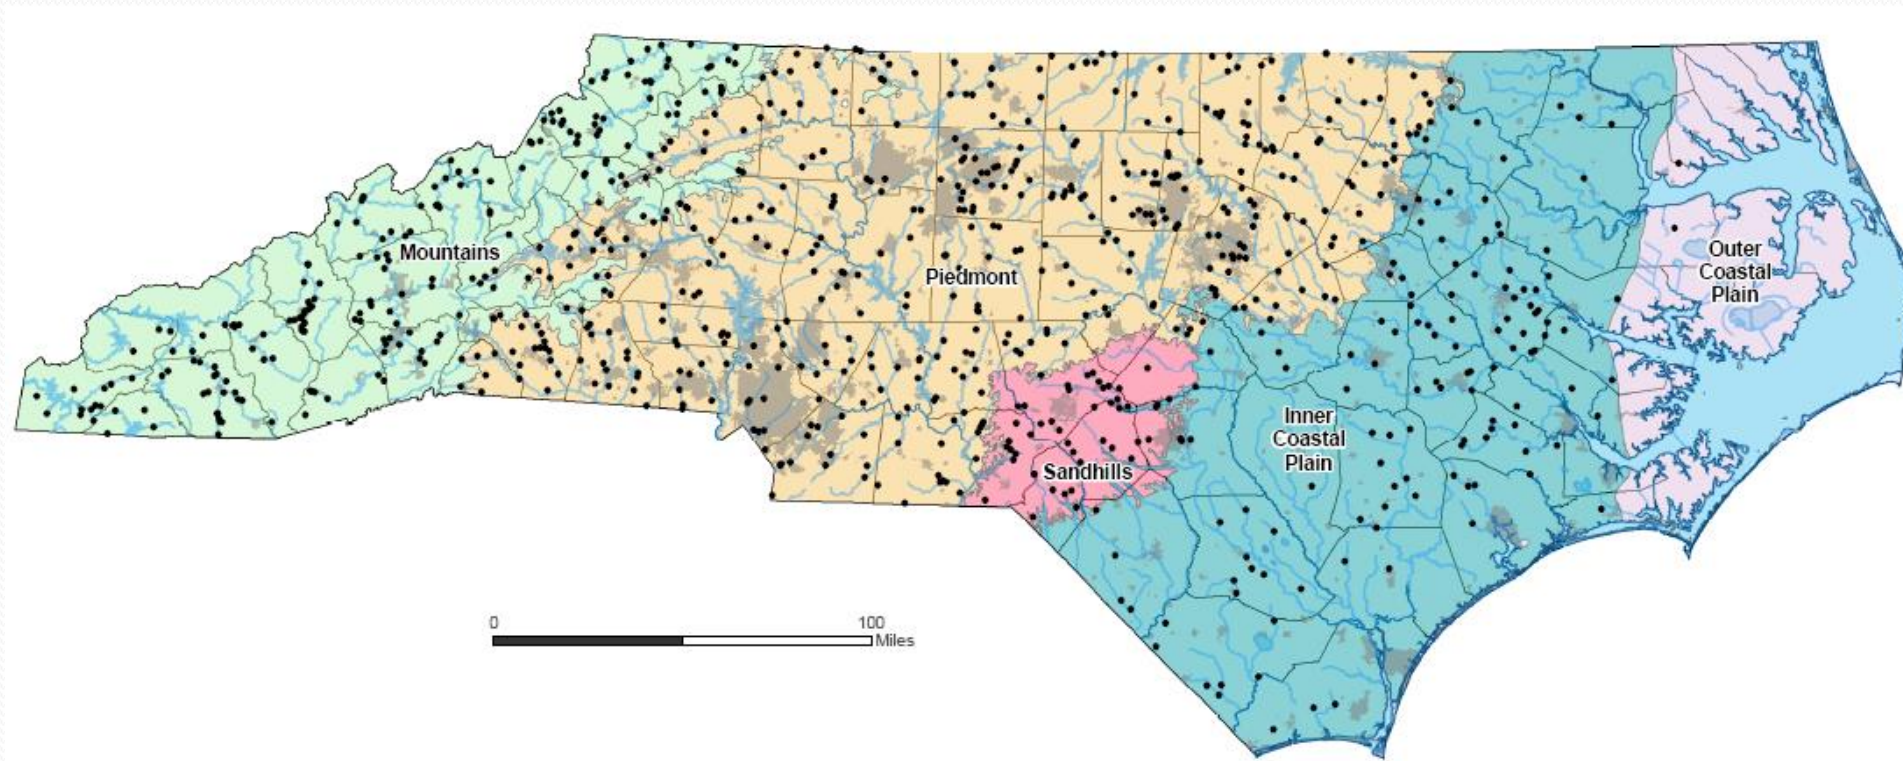 Mountains
Piedmont
Outer
Coastal
Plain
Inner
Coastal
Plain
Sandhills
0 100
Miles